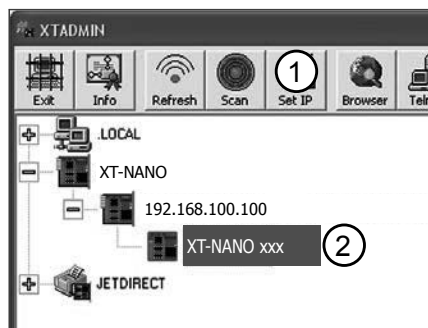 XTADMIN
Exit Info Refresh Scan Set IP Browser Tel
1
.LOCAL
XT-NANO
192.168.100.100
XT-NANO xxx 2
JETDIRECT